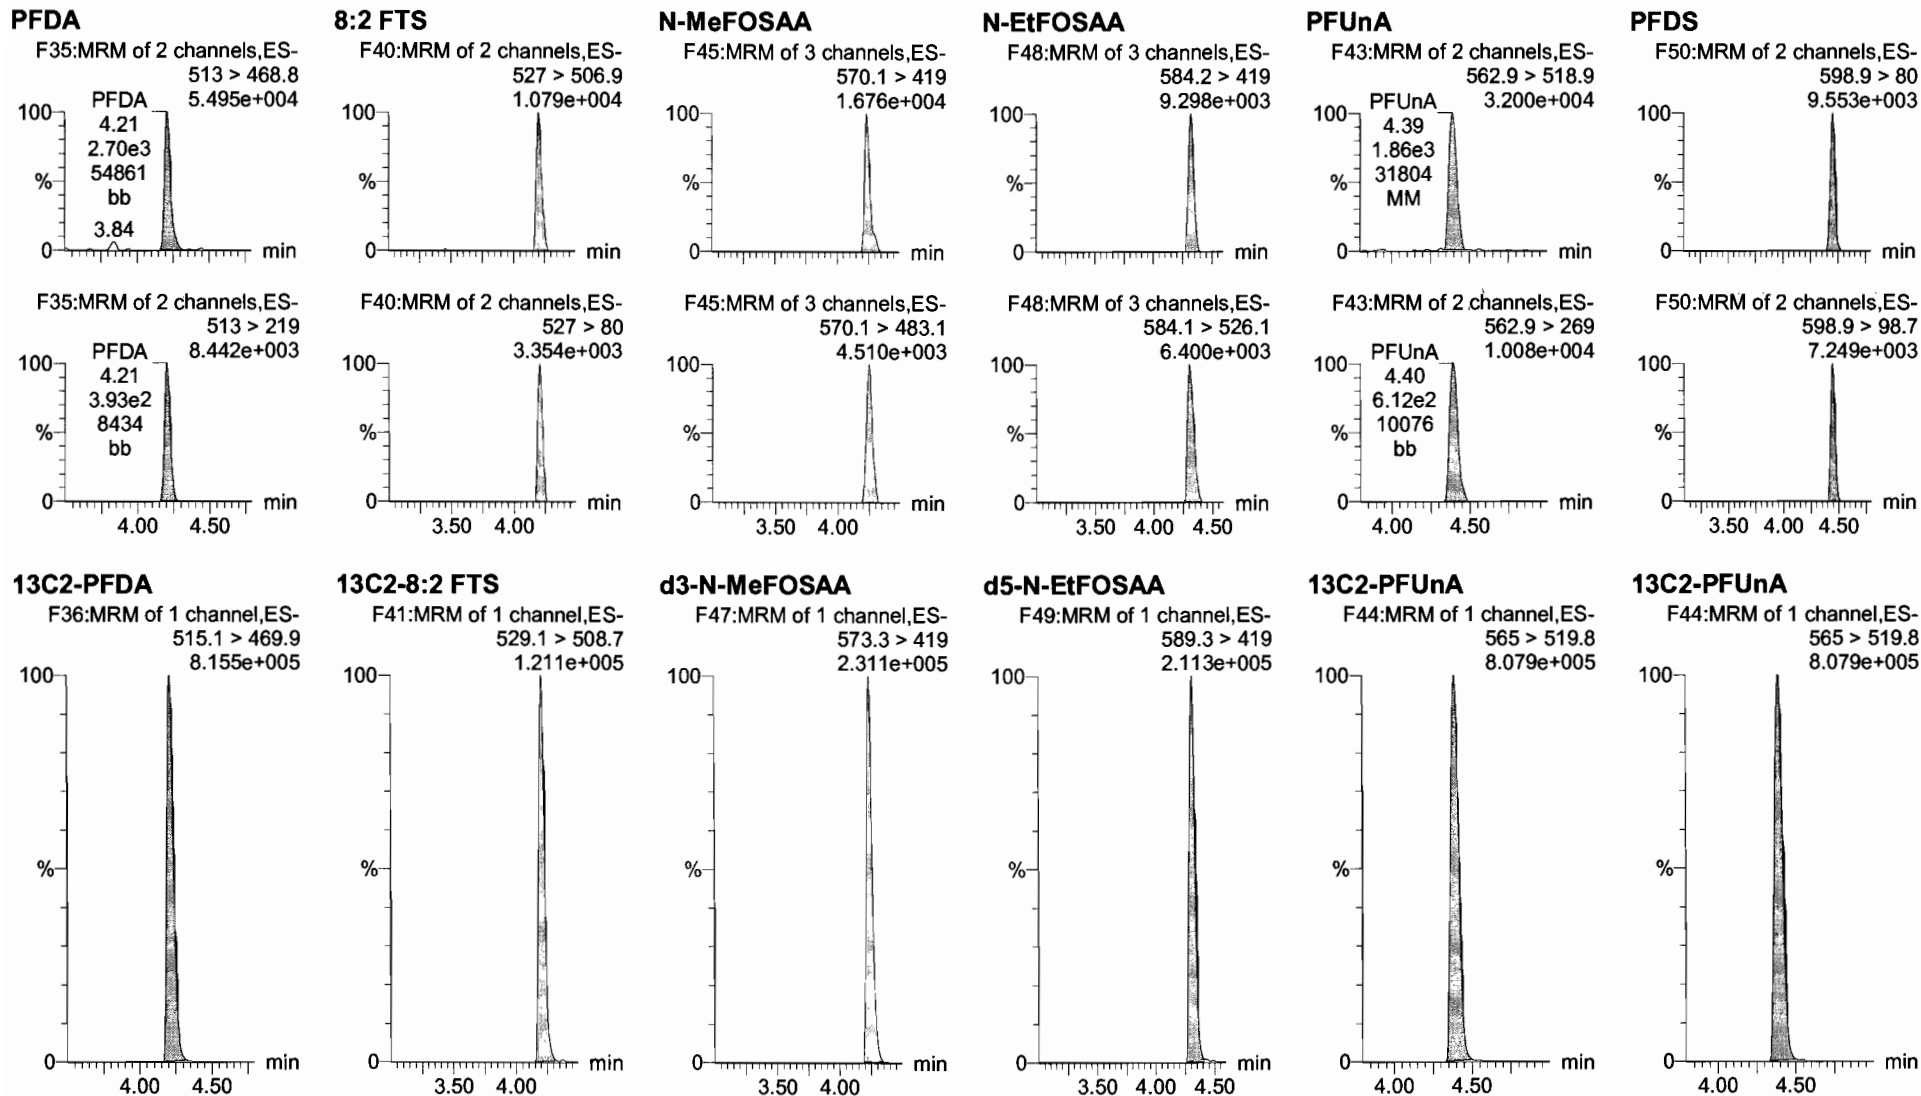 PFDA
F35:MRM of 2 channels,ES-
513 > 468.8
5.495e+004
100
PFDA
4.21
2.70e3
54861
bb
3.84
%
0
min
8:2 FTS
F40:MRM of 2 channels,ES-
527 > 506.9
1.079e+004
100
%
0
min
N-MeFOSAA
F45:MRM of 3 channels,ES-
570.1 > 419
1.676e+004
100
%
0
min
N-EtFOSAA
F48:MRM of 3 channels,ES-
584.2 > 419
9.298e+003
100
%
0
min
PFUnA
F43:MRM of 2 channels,ES-
562.9 > 518.9
3.200e+004
100
PFUnA
4.39
1.86e3
31804
MM
%
0
min
PFDS
F50:MRM of 2 channels,ES-
598.9 > 80
9.553e+003
100
%
0
min
F35:MRM of 2 channels,ES-
513 > 219
8.442e+003
100
PFDA
4.21
3.93e2
8434
bb
%
0
min
4.00 4.50
F40:MRM of 2 channels,ES-
527 > 80
3.354e+003
100
%
0
min
3.50 4.00
F45:MRM of 3 channels,ES-
570.1 > 483.1
4.510e+003
100
%
0
min
3.50 4.00
F48:MRM of 3 channels,ES-
584.1 > 526.1
6.400e+003
100
%
0
min
3.50 4.00 4.50
F43:MRM of 2 channels,ES-
562.9 > 269
1.008e+004
100
PFUnA
4.40
6.12e2
10076
bb
%
0
min
4.00 4.50
F50:MRM of 2 channels,ES-
598.9 > 98.7
7.249e+003
100
%
0
min
3.50 4.00 4.50
13C2-PFDA
F36:MRM of 1 channel,ES-
515.1 > 469.9
8.155e+005
100
%
0
min
4.00 4.50
13C2-8:2 FTS
F41:MRM of 1 channel,ES-
529.1 > 508.7
1.211e+005
100
%
0
min
3.50 4.00
d3-N-MeFOSAA
F47:MRM of 1 channel,ES-
573.3 > 419
2.311e+005
100
%
0
min
3.50 4.00
d5-N-EtFOSAA
F49:MRM of 1 channel,ES-
589.3 > 419
2.113e+005
100
%
0
min
3.50 4.00 4.50
13C2-PFUnA
F44:MRM of 1 channel,ES-
565 > 519.8
8.079e+005
100
%
0
min
4.00 4.50
13C2-PFUnA
F44:MRM of 1 channel,ES-
565 > 519.8
8.079e+005
100
%
0
min
4.00 4.50